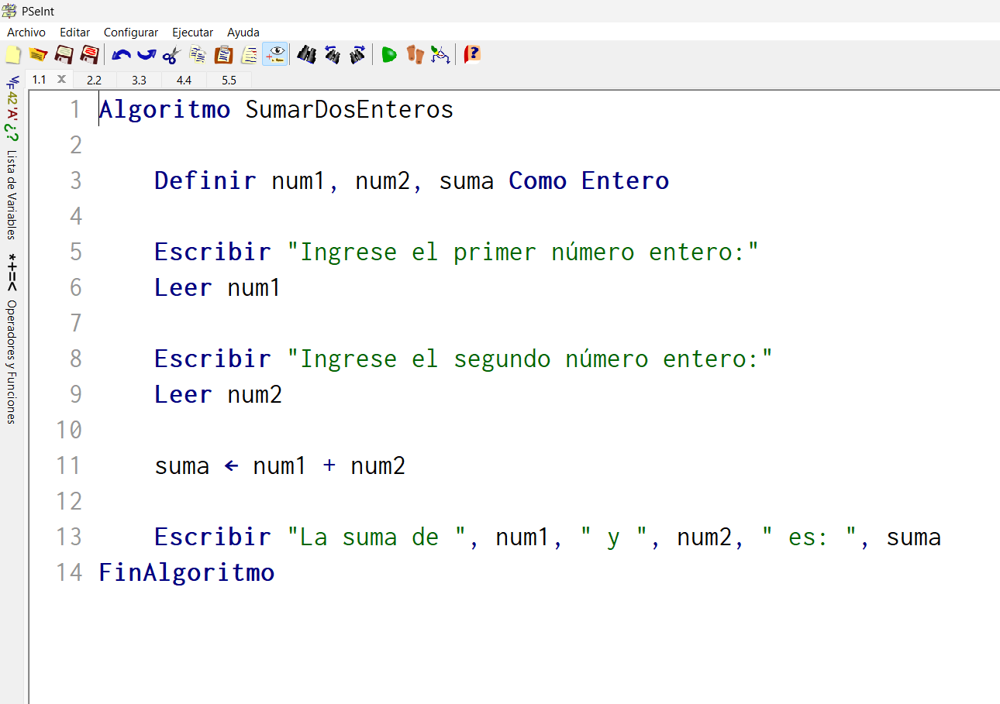 PSeInt
Archivo Editar Configurar Ejecutar Ayuda
1.1 X 2.2 3.3 4.4 5.5
VF 42 'A' ¿? Lista de Variables
*+=< Operadores y Funciones
1 Algoritmo SumarDosEnteros
2
3 Definir num1, num2, suma Como Entero
4
5 Escribir "Ingrese el primer número entero:"
6 Leer num1
7
8 Escribir "Ingrese el segundo número entero:"
9 Leer num2
10
11 suma ← num1 + num2
12
13 Escribir "La suma de ", num1, " y ", num2, " es: ", suma
14 FinAlgoritmo